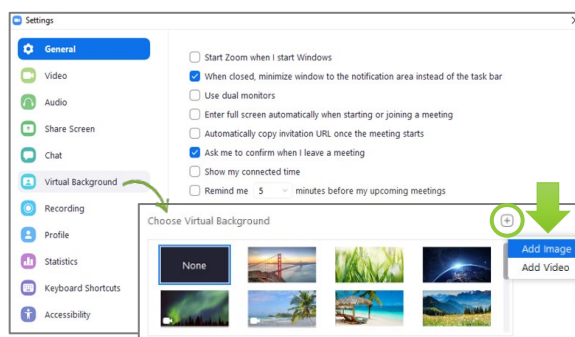 Settings
General
Video
Audio
Share Screen
Chat
Virtual Background
Recording
Profile
Statistics
Keyboard Shortcuts
Accessibility
Start Zoom when I start Windows
When closed, minimize window to the notification area instead of the task bar
Use dual monitors
Enter full screen automatically when starting or joining a meeting
Automatically copy invitation URL once the meeting starts
Ask me to confirm when I leave a meeting
Show my connected time
Remind me 5 minutes before my upcoming meetings
Choose Virtual Background
None
Add Image
Add Video